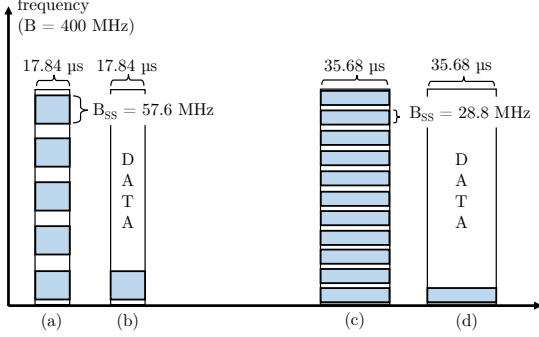 frequency
(B = 400 MHz)
17.84 µs 17.84 µs 35.68 µs 35.68 µs
B_SS = 57.6 MHz B_SS = 28.8 MHz
D D
A A
T T
A A
(a) (b) (c) (d)